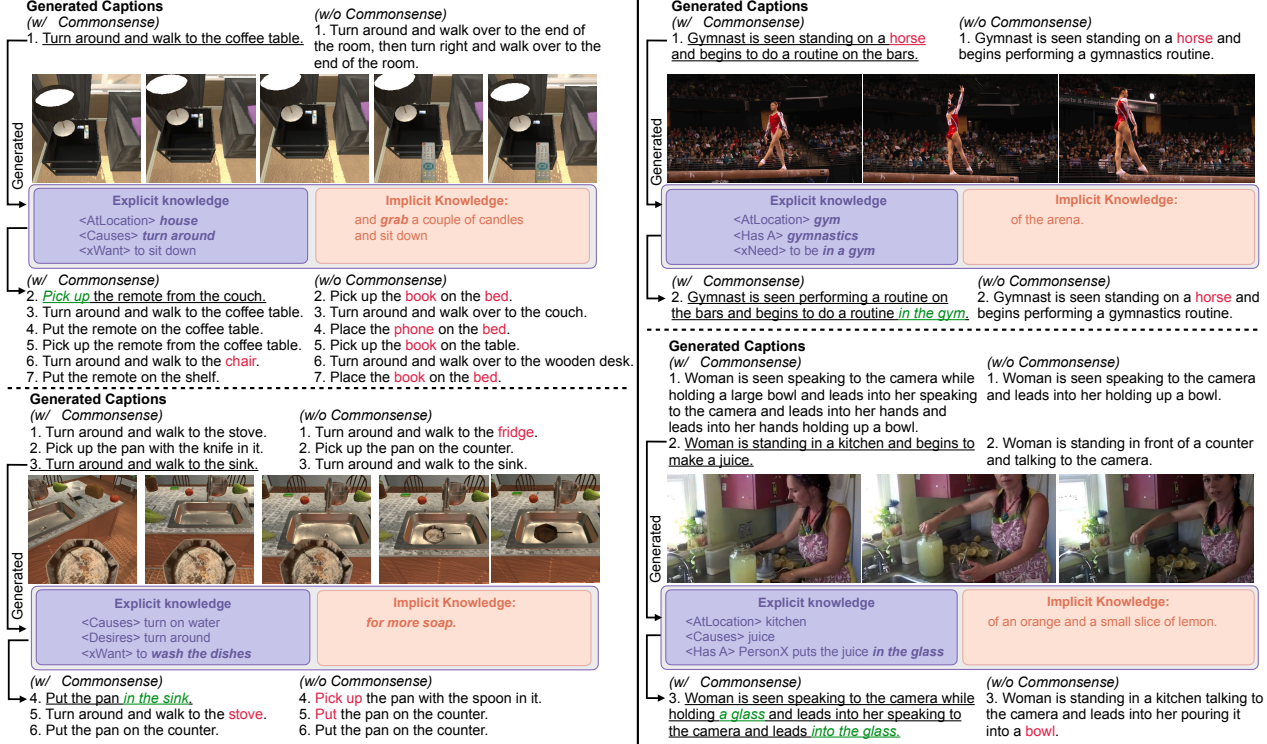 Generated Captions
(w/ Commonsense)
(w/o Commonsense)
1. Turn around and walk to the coffee table.
1. Turn around and walk over to the end of
the room, then turn right and walk over to the
end of the room.
Generated
Explicit knowledge
<AtLocation> house
<Causes> turn around
<xWant> to sit down
Implicit Knowledge:
and grab a couple of candles
and sit down
(w/ Commonsense)
2. Pick up the remote from the couch.
3. Turn around and walk to the coffee table.
4. Put the remote on the coffee table.
5. Pick up the remote from the coffee table.
6. Turn around and walk to the chair.
7. Put the remote on the shelf.
(w/o Commonsense)
2. Pick up the book on the bed.
3. Turn around and walk over to the couch.
4. Place the phone on the bed.
5. Pick up the book on the table.
6. Turn around and walk over to the wooden desk.
7. Place the book on the bed.
Generated Captions
(w/ Commonsense)
1. Turn around and walk to the stove.
2. Pick up the pan with the knife in it.
3. Turn around and walk to the sink.
(w/o Commonsense)
1. Turn around and walk to the fridge.
2. Pick up the pan on the counter.
3. Turn around and walk to the sink.
Generated
Explicit knowledge
<Causes> turn on water
<Desires> turn around
<xWant> to wash the dishes
Implicit Knowledge:
for more soap.
(w/ Commonsense)
4. Put the pan in the sink.
5. Turn around and walk to the stove.
6. Put the pan on the counter.
(w/o Commonsense)
4. Pick up the pan with the spoon in it.
5. Put the pan on the counter.
6. Put the pan on the counter.
Generated Captions
(w/ Commonsense)
1. Gymnast is seen standing on a horse
and begins to do a routine on the bars.
(w/o Commonsense)
1. Gymnast is seen standing on a horse and
begins performing a gymnastics routine.
Generated
Explicit knowledge
<AtLocation> gym
<Has A> gymnastics
<xNeed> to be in a gym
Implicit Knowledge:
of the arena.
(w/ Commonsense)
2. Gymnast is seen performing a routine on
the bars and begins to do a routine in the gym.
(w/o Commonsense)
2. Gymnast is seen standing on a horse and
begins performing a gymnastics routine.
Generated Captions
(w/ Commonsense)
1. Woman is seen speaking to the camera while
holding a large bowl and leads into her speaking
to the camera and leads into her hands and
leads into her hands holding up a bowl.
2. Woman is standing in a kitchen and begins to
make a juice.
(w/o Commonsense)
1. Woman is seen speaking to the camera
and leads into her holding up a bowl.
2. Woman is standing in front of a counter
and talking to the camera.
Generated
Explicit knowledge
<AtLocation> kitchen
<Causes> juice
<Has A> PersonX puts the juice in the glass
Implicit Knowledge:
of an orange and a small slice of lemon.
(w/ Commonsense)
3. Woman is seen speaking to the camera while
holding a glass and leads into her speaking to
the camera and leads into the glass.
(w/o Commonsense)
3. Woman is standing in a kitchen talking to
the camera and leads into her pouring it
into a bowl.